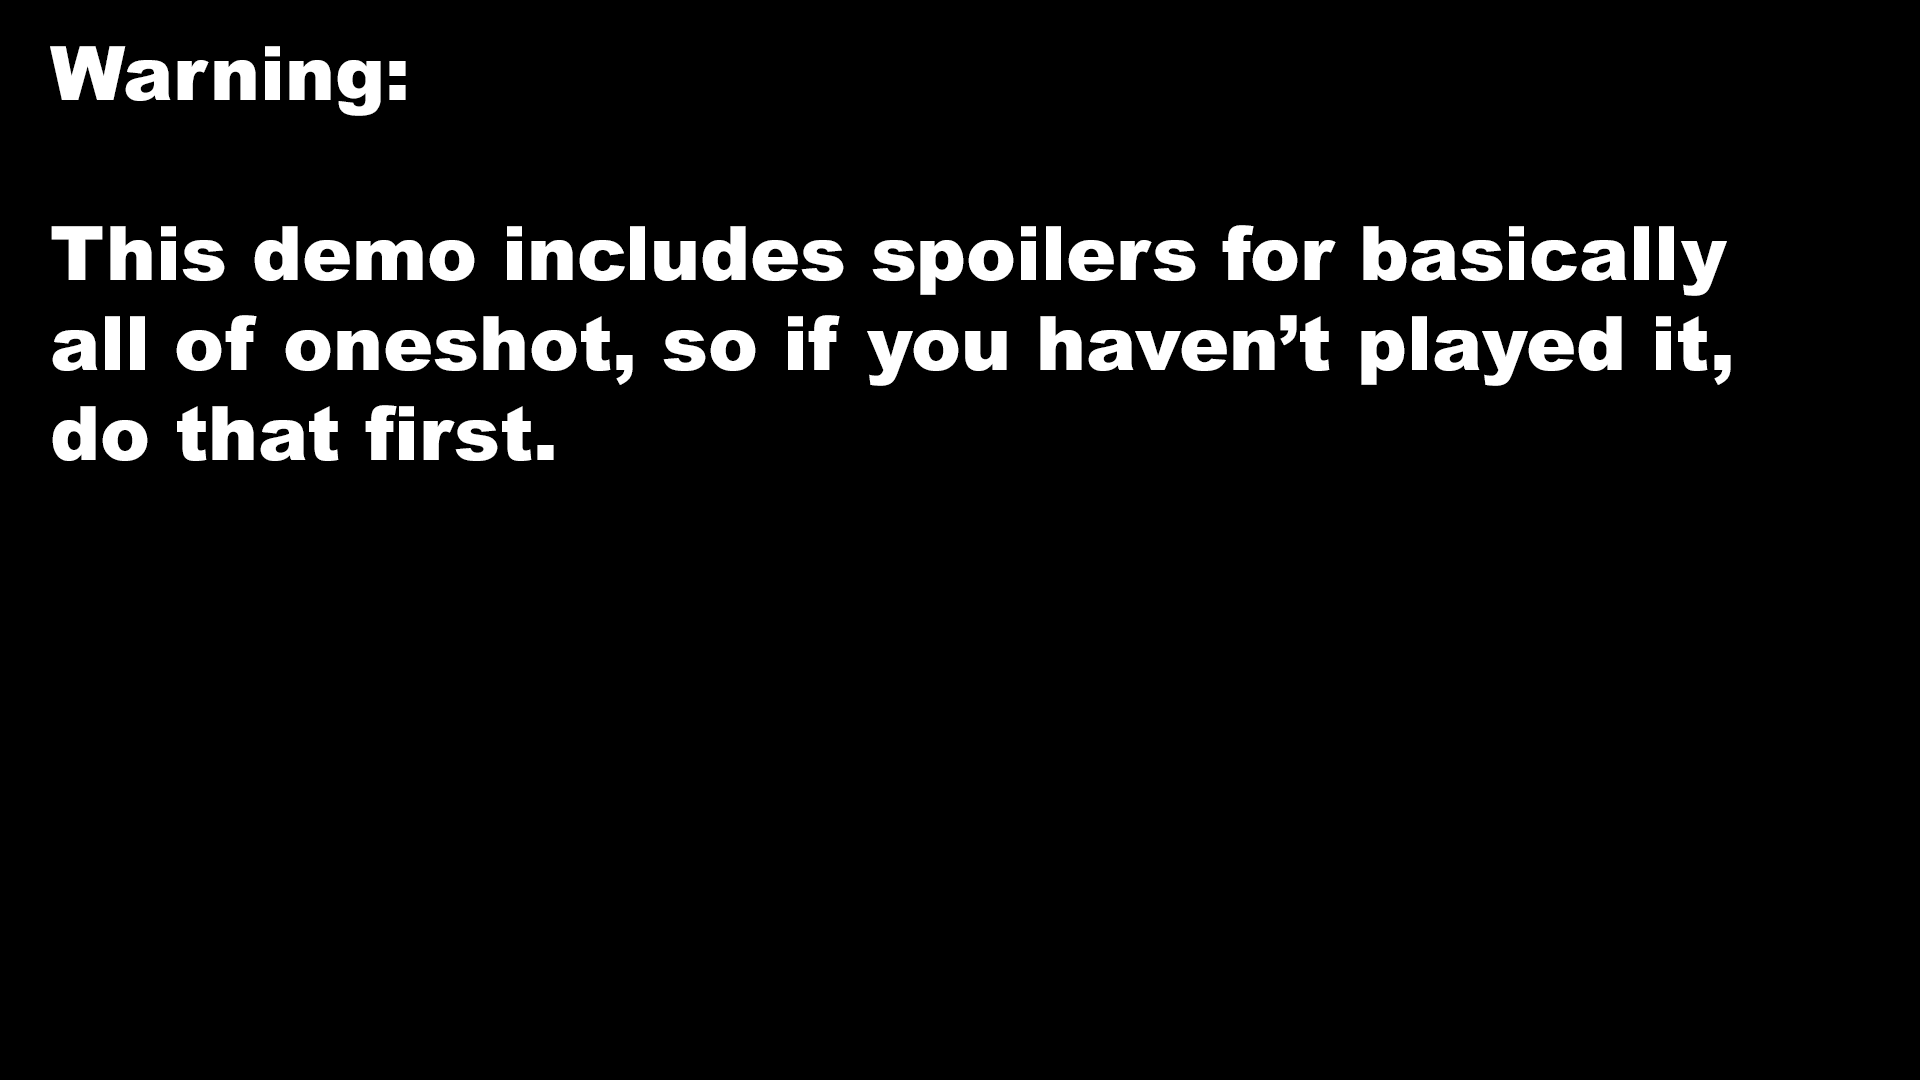 Warning:
This demo includes spoilers for basically
all of oneshot, so if you haven’t played it,
do that first.